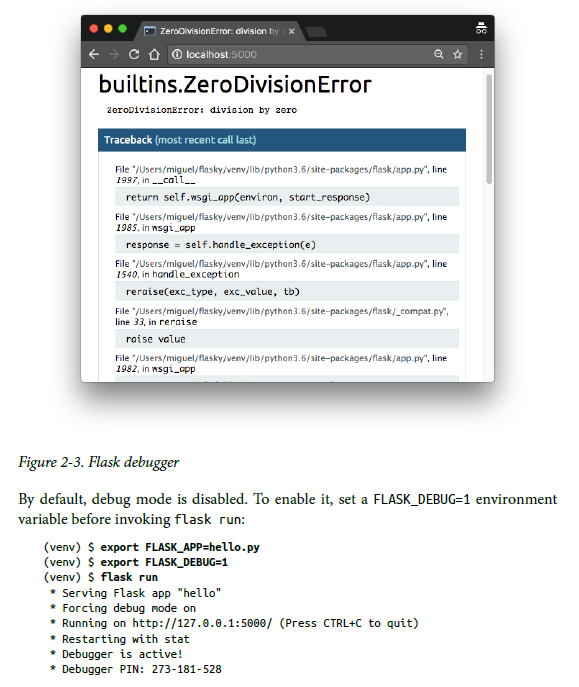 ZeroDivisionError: division by
localhost:5000
builtins.ZeroDivisionError
ZeroDivisionError: division by zero
Traceback (most recent call last)
File "/Users/miguel/flasky/venv/lib/python3.6/site-packages/flask/app.py", line
1997, in __call__
return self.wsgi_app(environ, start_response)
File "/Users/miguel/flasky/venv/lib/python3.6/site-packages/flask/app.py", line
1985, in wsgi_app
response = self.handle_exception(e)
File "/Users/miguel/flasky/venv/lib/python3.6/site-packages/flask/app.py", line
1540, in handle_exception
reraise(exc_type, exc_value, tb)
File "/Users/miguel/flasky/venv/lib/python3.6/site-packages/flask/_compat.py",
line 33, in reraise
raise value
File "/Users/miguel/flasky/venv/lib/python3.6/site-packages/flask/app.py", line
1982, in wsgi_app
Figure 2-3. Flask debugger
By default, debug mode is disabled. To enable it, set a FLASK_DEBUG=1 environment
variable before invoking flask run:
(venv) $ export FLASK_APP=hello.py
(venv) $ export FLASK_DEBUG=1
(venv) $ flask run
* Serving Flask app "hello"
* Forcing debug mode on
* Running on http://127.0.0.1:5000/ (Press CTRL+C to quit)
* Restarting with stat
* Debugger is active!
* Debugger PIN: 273-181-528